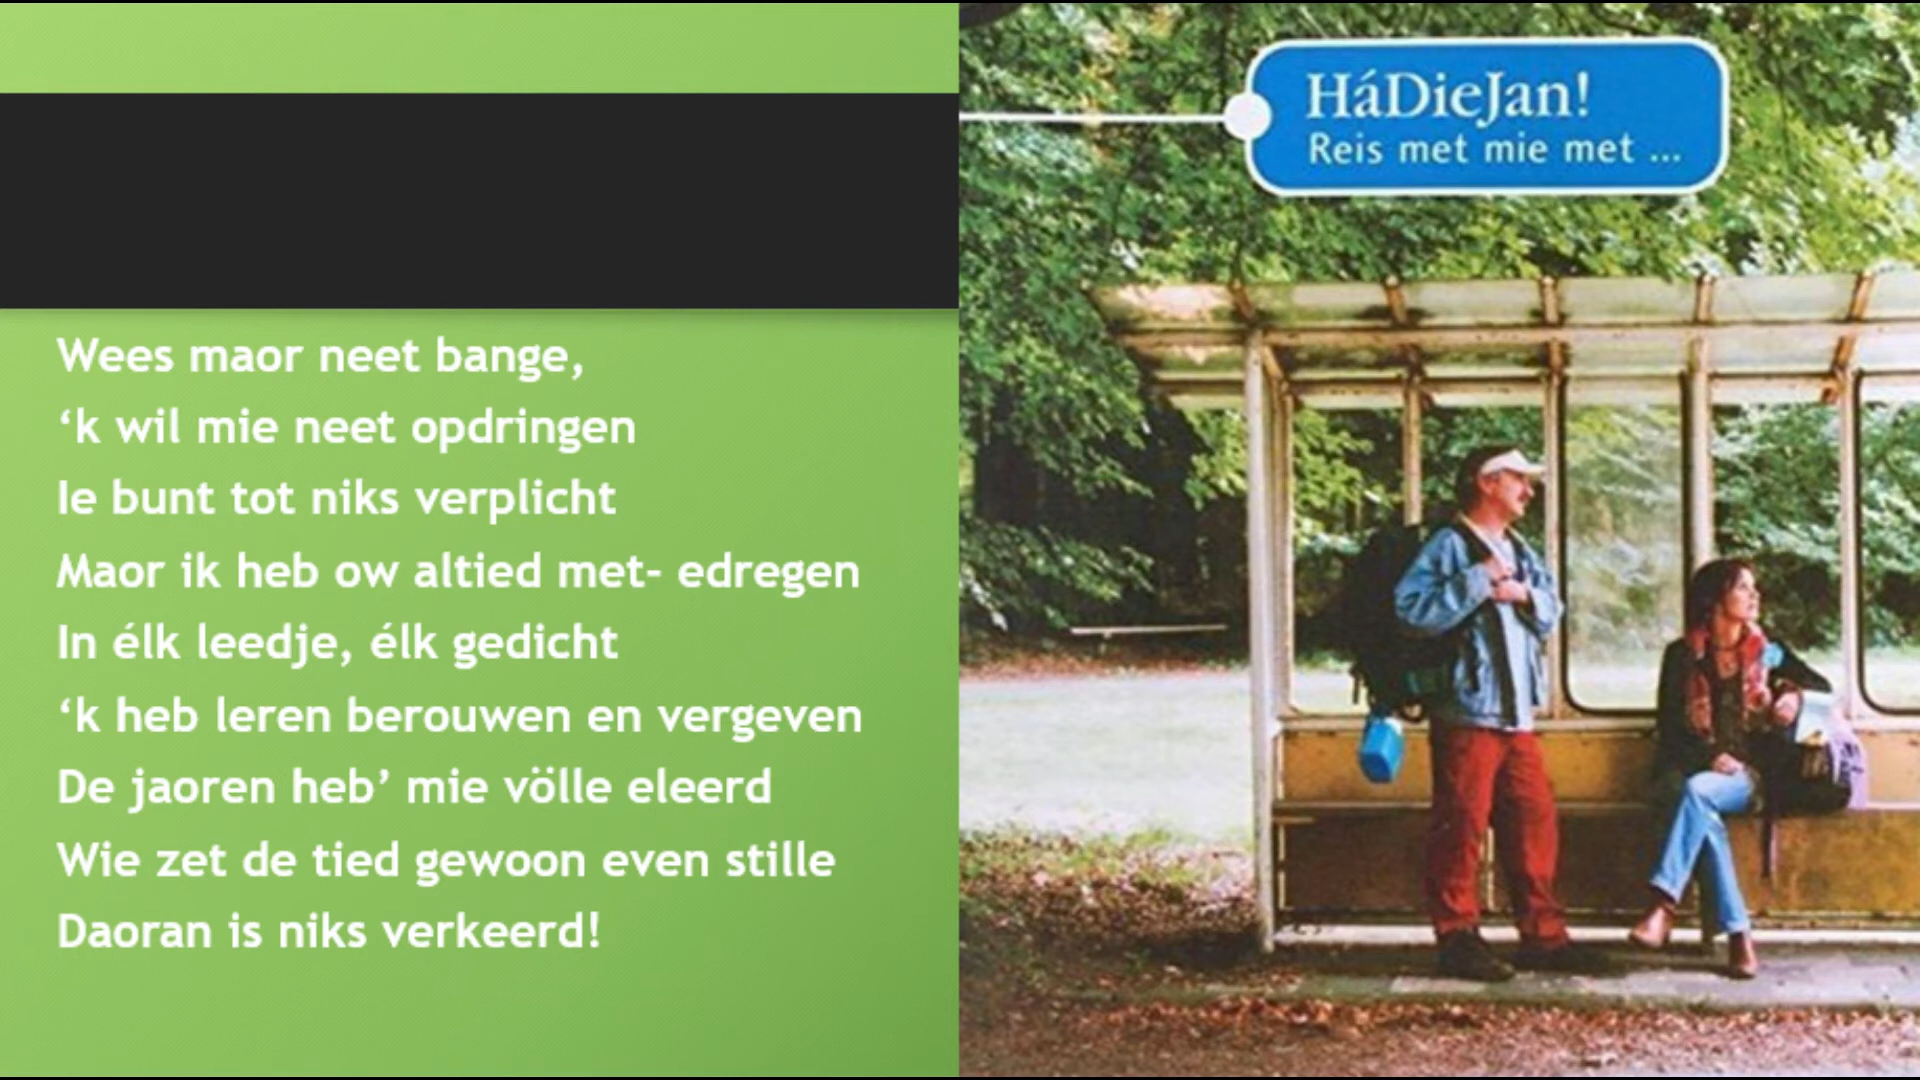 Wees maor neet bange,
‘k wil mie neet opdringen
Ie bunt tot niks verplicht
Maor ik heb ow altied met- edregen
In élk leedje, élk gedicht
‘k heb leren berouwen en vergeven
De jaoren heb’ mie völle eleerd
Wie zet de tied gewoon even stille
Daoran is niks verkeerd!
HáDieJan!
Reis met mie met ...